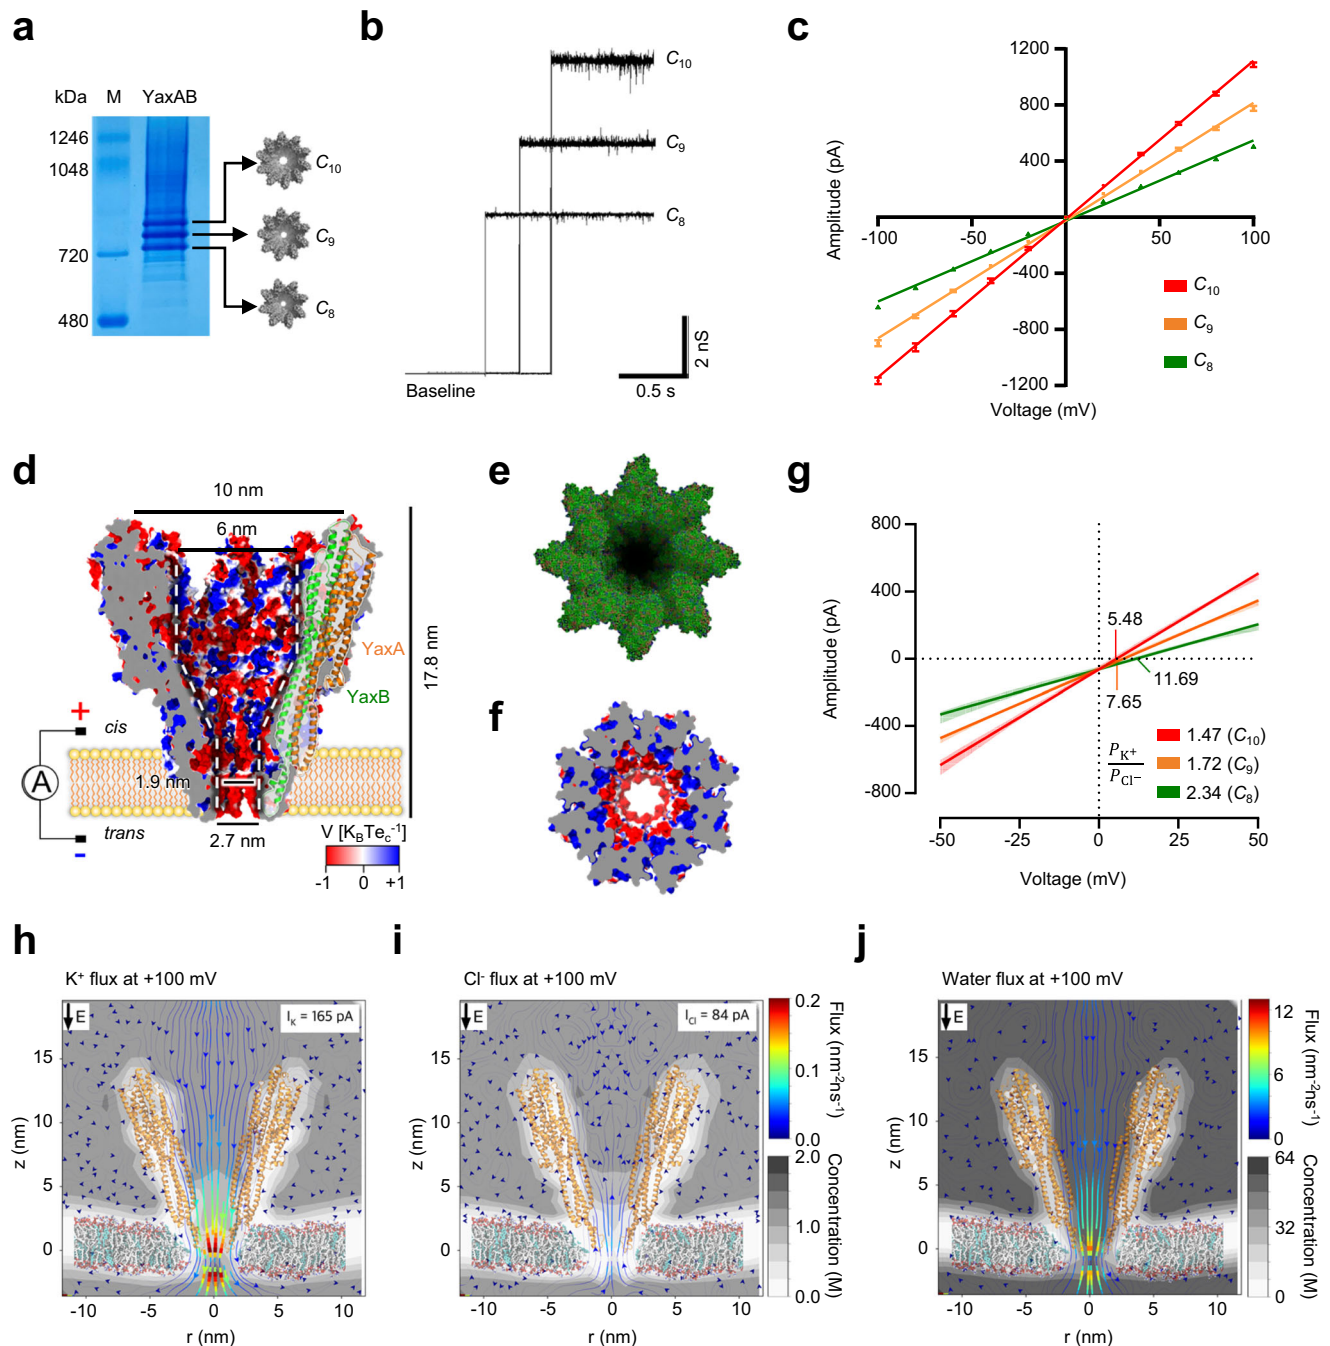 a
kDa M YaxAB
1246
1048
720
480
C10
C9
C8
b
C10
C9
C8
Baseline
2 nS
0.5 s
c
Amplitude (pA)
1200
800
400
-400
-800
-1200
-100 -50 50 100
Voltage (mV)
C10
C9
C8
d
10 nm
6 nm
17.8 nm
YaxA
YaxB
+
cis
A
trans
-
1.9 nm
2.7 nm
V [KBTec-1]
-1 0 +1
e
f
g
Amplitude (pA)
800
400
0
-400
-800
5.48
11.69
7.65
PK+
PCl-
1.47 (C10)
1.72 (C9)
2.34 (C8)
-50 -25 0 25 50
Voltage (mV)
h
K+ flux at +100 mV
E
IK = 165 pA
z (nm)
15
10
5
0
-10 -5 0 5 10
r (nm)
i
Cl- flux at +100 mV
E
ICl = 84 pA
z (nm)
15
10
5
0
-10 -5 0 5 10
r (nm)
0.2
0.1
0.0
Flux (nm-2ns-1)
2.0
1.0
0.0
Concentration (M)
j
Water flux at +100 mV
E
z (nm)
15
10
5
0
-10 -5 0 5 10
r (nm)
12
6
0
Flux (nm-2ns-1)
64
32
0
Concentration (M)